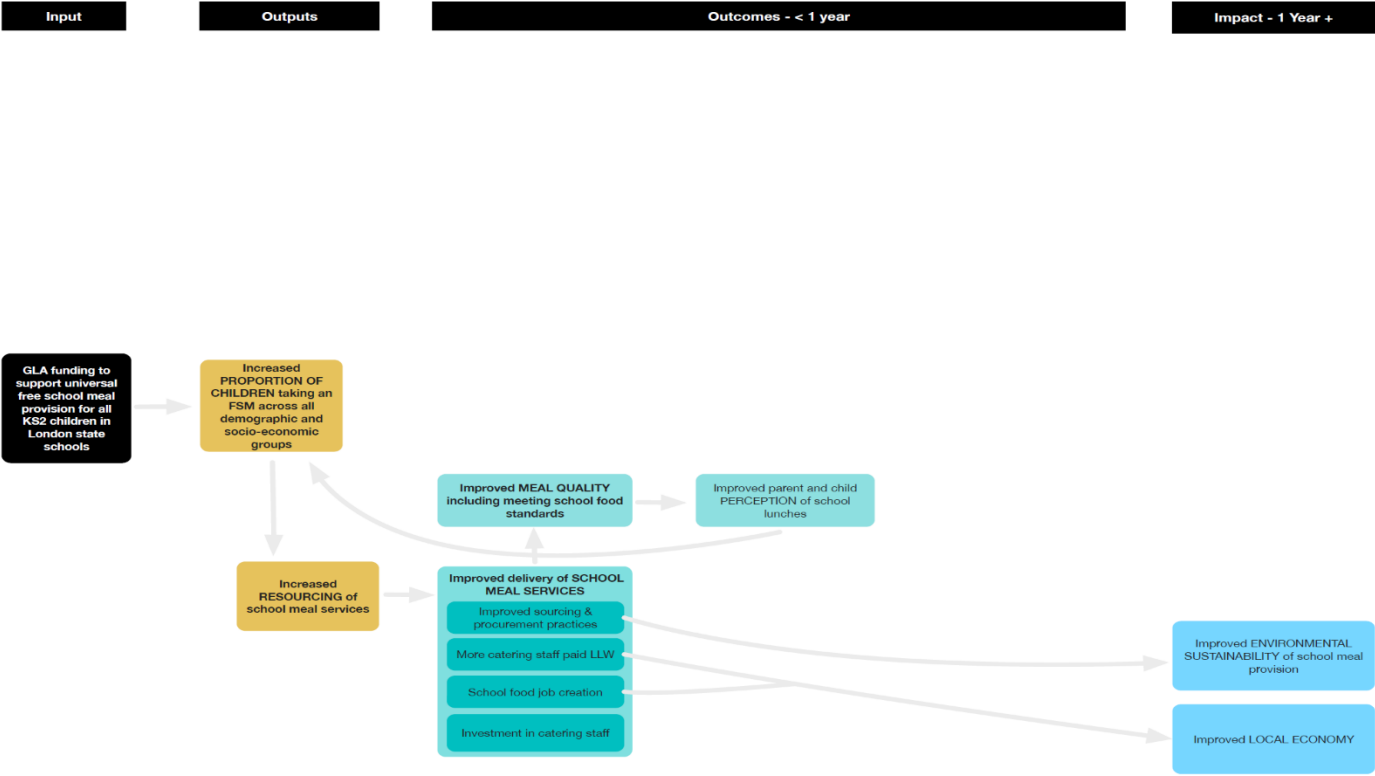 Input
Outputs
Outcomes - < 1 year
Impact - 1 Year +
GLA funding to
support universal
free school meal
provision for all
KS2 children in
London state
schools
Increased
PROPORTION OF
CHILDREN taking an
FSM across all
demographic and
socio-economic
groups
Improved MEAL QUALITY
including meeting school food
standards
Improved parent and child
PERCEPTION of school
lunches
Increased
RESOURCING of
school meal services
Improved delivery of SCHOOL
MEAL SERVICES
Improved sourcing &
procurement practices
More catering staff paid LLW
School food job creation
Investment in catering staff
Improved ENVIRONMENTAL
SUSTAINABILITY of school meal
provision
Improved LOCAL ECONOMY